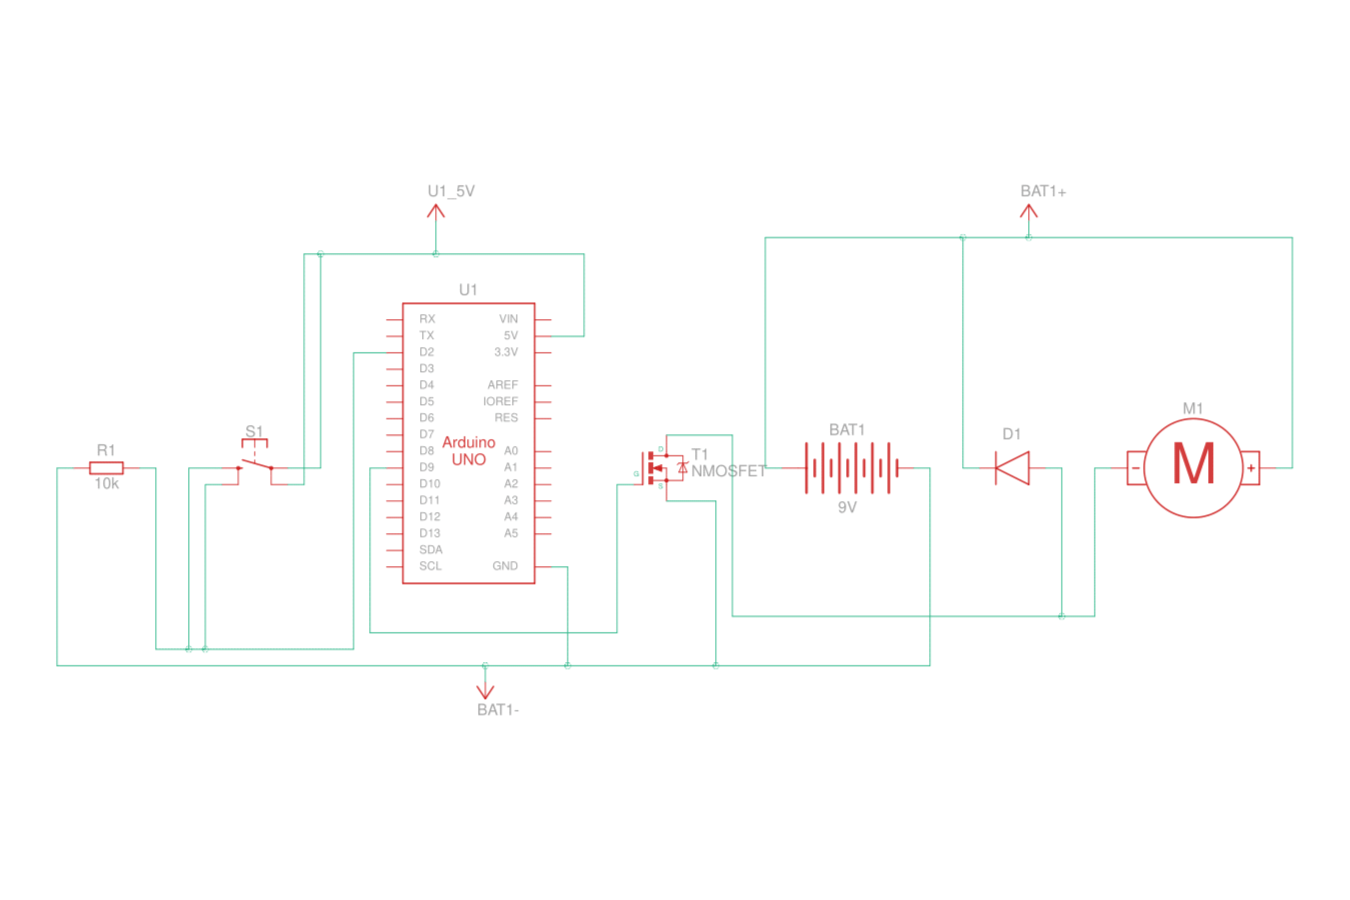 U1_5V
BAT1+
U1
RX VIN
TX 5V
D2 3.3V
D3
D4 AREF
D5 IOREF
D6 RES
D7
D8 A0
D9 A1
D10 A2
D11 A3
D12 A4
D13 A5
SDA
SCL GND
Arduino
UNO
R1
10k
S1
D
G
S
T1
NMOSFET
BAT1
9V
D1
M1
- M +
BAT1-